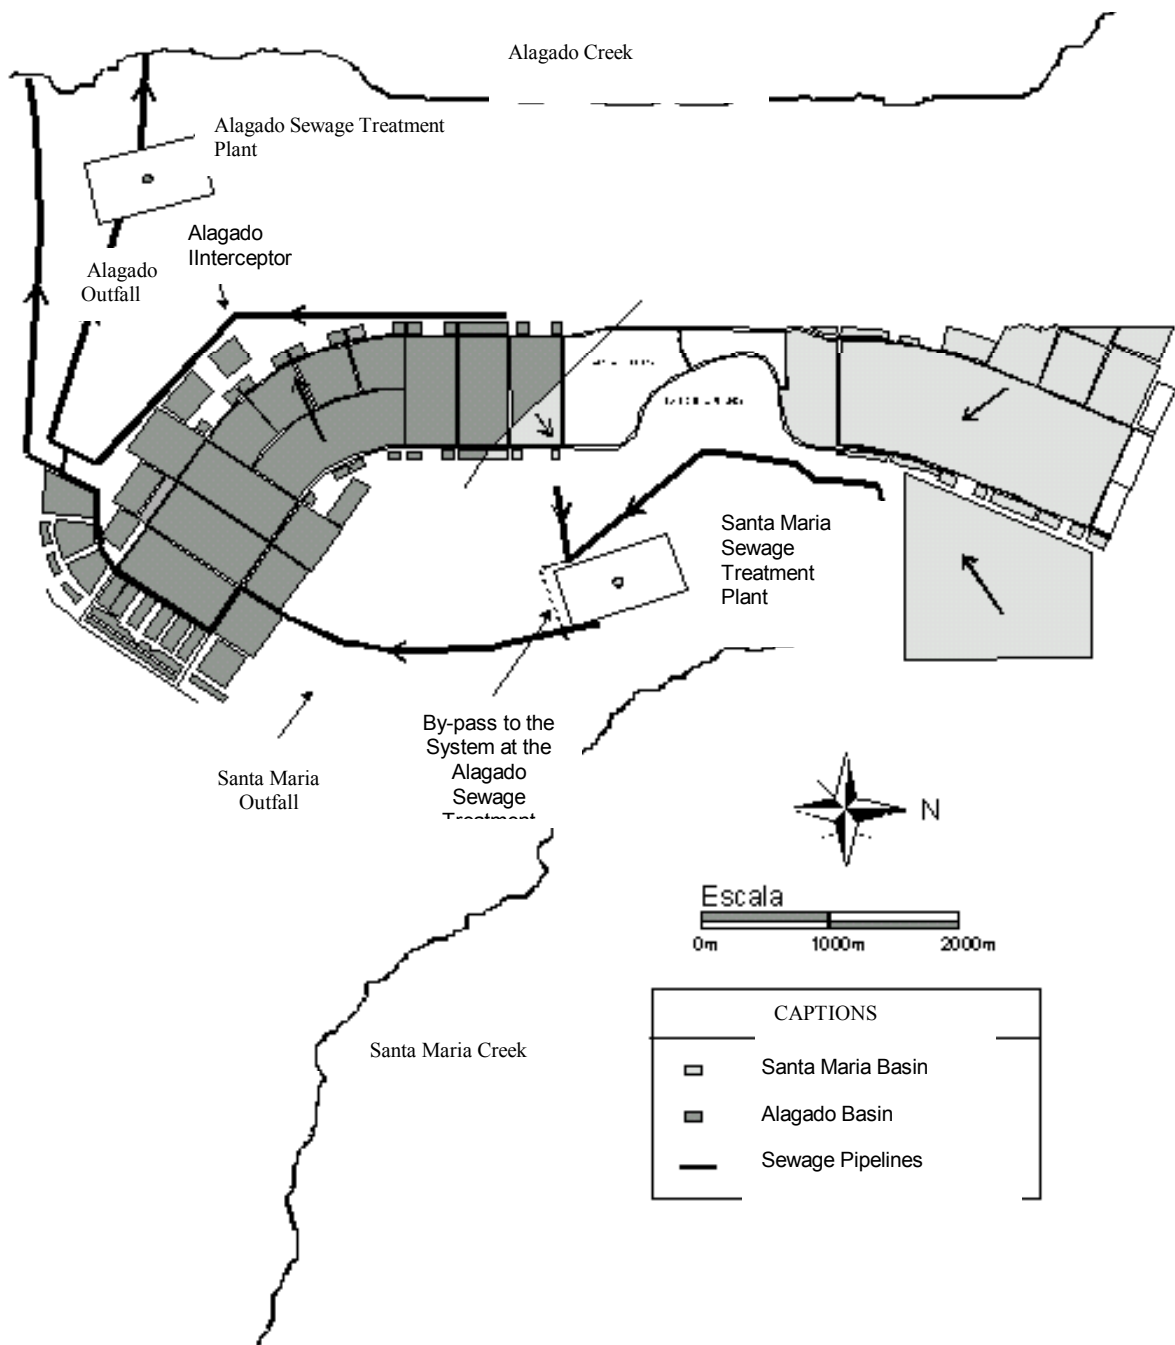 Alagado Creek
Alagado Sewage Treatment
Plant
Alagado
IInterceptor
Alagado
Outfall
Santa Maria
Sewage
Treatment
Plant
By-pass to the
System at the
Alagado
Sewage
Treatment
Santa Maria
Outfall
N
Escala
0m 1000m 2000m
Santa Maria Creek
CAPTIONS
Santa Maria Basin
Alagado Basin
Sewage Pipelines